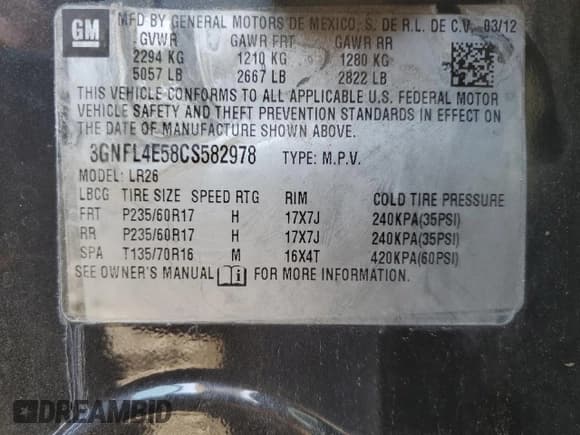 GM
MFD BY GENERAL MOTORS DE MEXICO, S. DE R.L. DE C.V. 03/12
GVWR GAWR FRT GAWR RR
2294 KG 1210 KG 1280 KG
5057 LB 2667 LB 2822 LB
THIS VEHICLE CONFORMS TO ALL APPLICABLE U.S. FEDERAL MOTOR
VEHICLE SAFETY AND THEFT PREVENTION STANDARDS IN EFFECT ON
THE DATE OF MANUFACTURE SHOWN ABOVE.
3GNFL4E58CS582978 TYPE: M.P.V.
MODEL: LR26
LBCG TIRE SIZE SPEED RTG RIM COLD TIRE PRESSURE
FRT P235/60R17 H 17X7J 240KPA(35PSI)
RR P235/60R17 H 17X7J 240KPA(35PSI)
SPA T135/70R16 M 16X4T 420KPA(60PSI)
SEE OWNER'S MANUAL FOR MORE INFORMATION.
DREAMBID